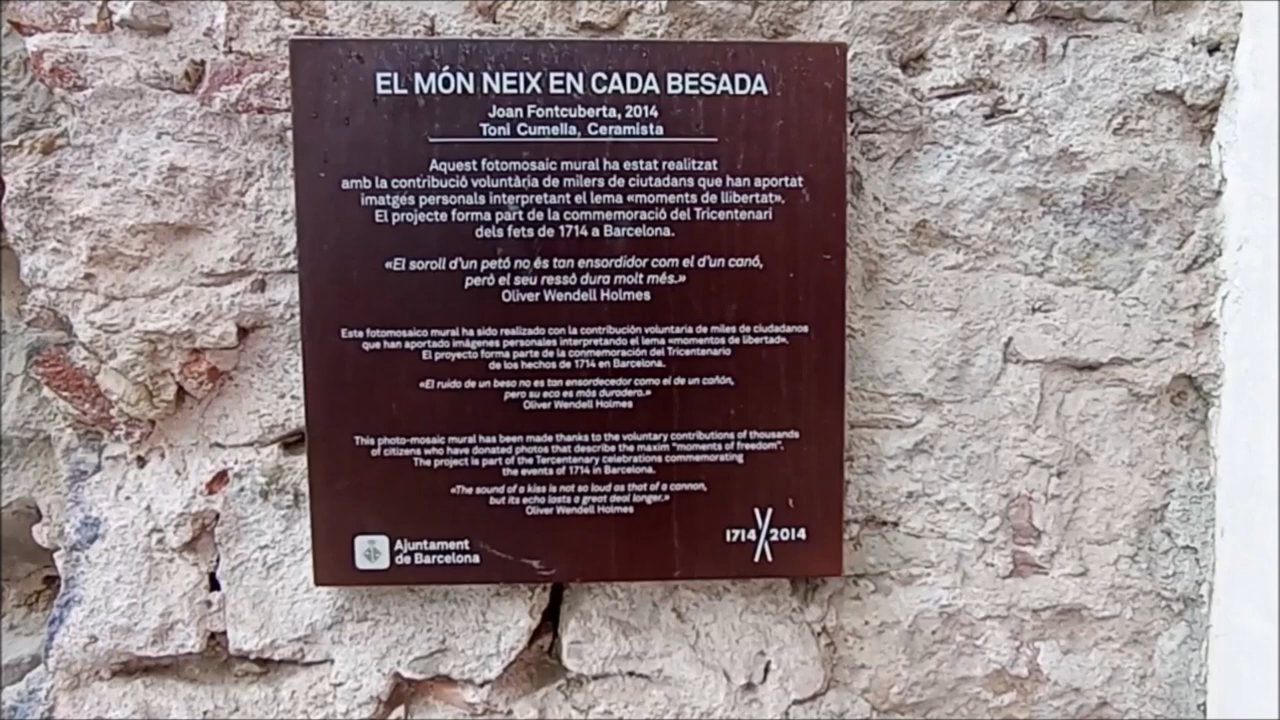 EL MÓN NEIX EN CADA BESADA
Joan Fontcuberta, 2014
Toni Cumella, Ceramista
Aquest fotomosaic mural ha estat realitzat
amb la contribució voluntària de milers de ciutadans que han aportat
imatges personals interpretant el lema «moments de llibertat».
El projecte forma part de la commemoració del Tricentenari
dels fets de 1714 a Barcelona.
«El soroll d'un petó no és tan ensordidor com el d'un canó,
però el seu ressò dura molt més.»
Oliver Wendell Holmes
Este fotomosaico mural ha sido realizado con la contribución voluntaria de miles de ciudadanos
que han aportado imágenes personales interpretando el lema «momentos de libertad».
El proyecto forma parte de la conmemoración del Tricentenario
de los hechos de 1714 en Barcelona.
«El ruido de un beso no es tan ensordecedor como el de un cañón,
pero su eco es más duradero.»
Oliver Wendell Holmes
This photo-mosaic mural has been made thanks to the voluntary contributions of thousands
of citizens who have donated photos that describe the maxim "moments of freedom".
The project is part of the Tercentenary celebrations commemorating
the events of 1714 in Barcelona.
«The sound of a kiss is not so loud as that of a cannon,
but its echo lasts a great deal longer.»
Oliver Wendell Holmes
Ajuntament
de Barcelona
1714 2014